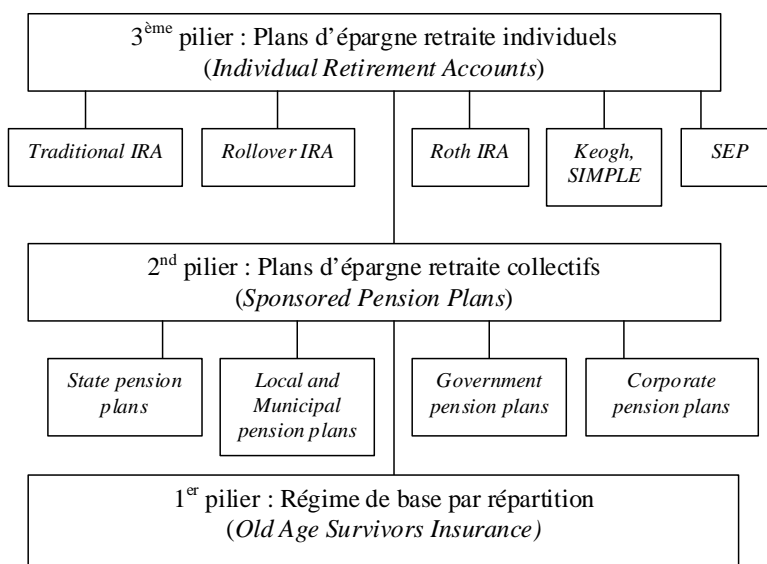 3ème pilier : Plans d’épargne retraite individuels
(Individual Retirement Accounts)
Traditional IRA
Rollover IRA
Roth IRA
Keogh,
SIMPLE
SEP
2nd pilier : Plans d’épargne retraite collectifs
(Sponsored Pension Plans)
State pension
plans
Local and
Municipal
pension plans
Government
pension plans
Corporate
pension plans
1er pilier : Régime de base par répartition
(Old Age Survivors Insurance)